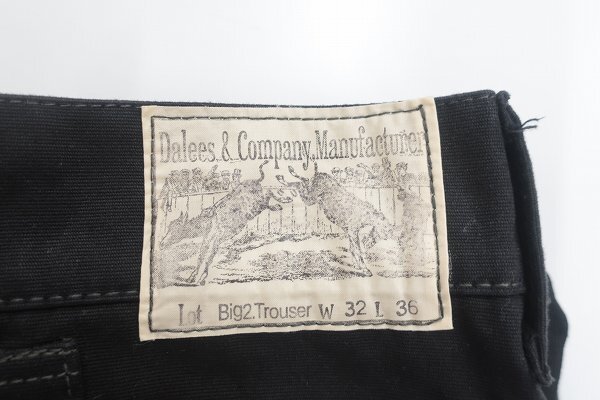 Dalees.&.Company.Manufacturer
Lot Big2.Trouser W 32 L 36